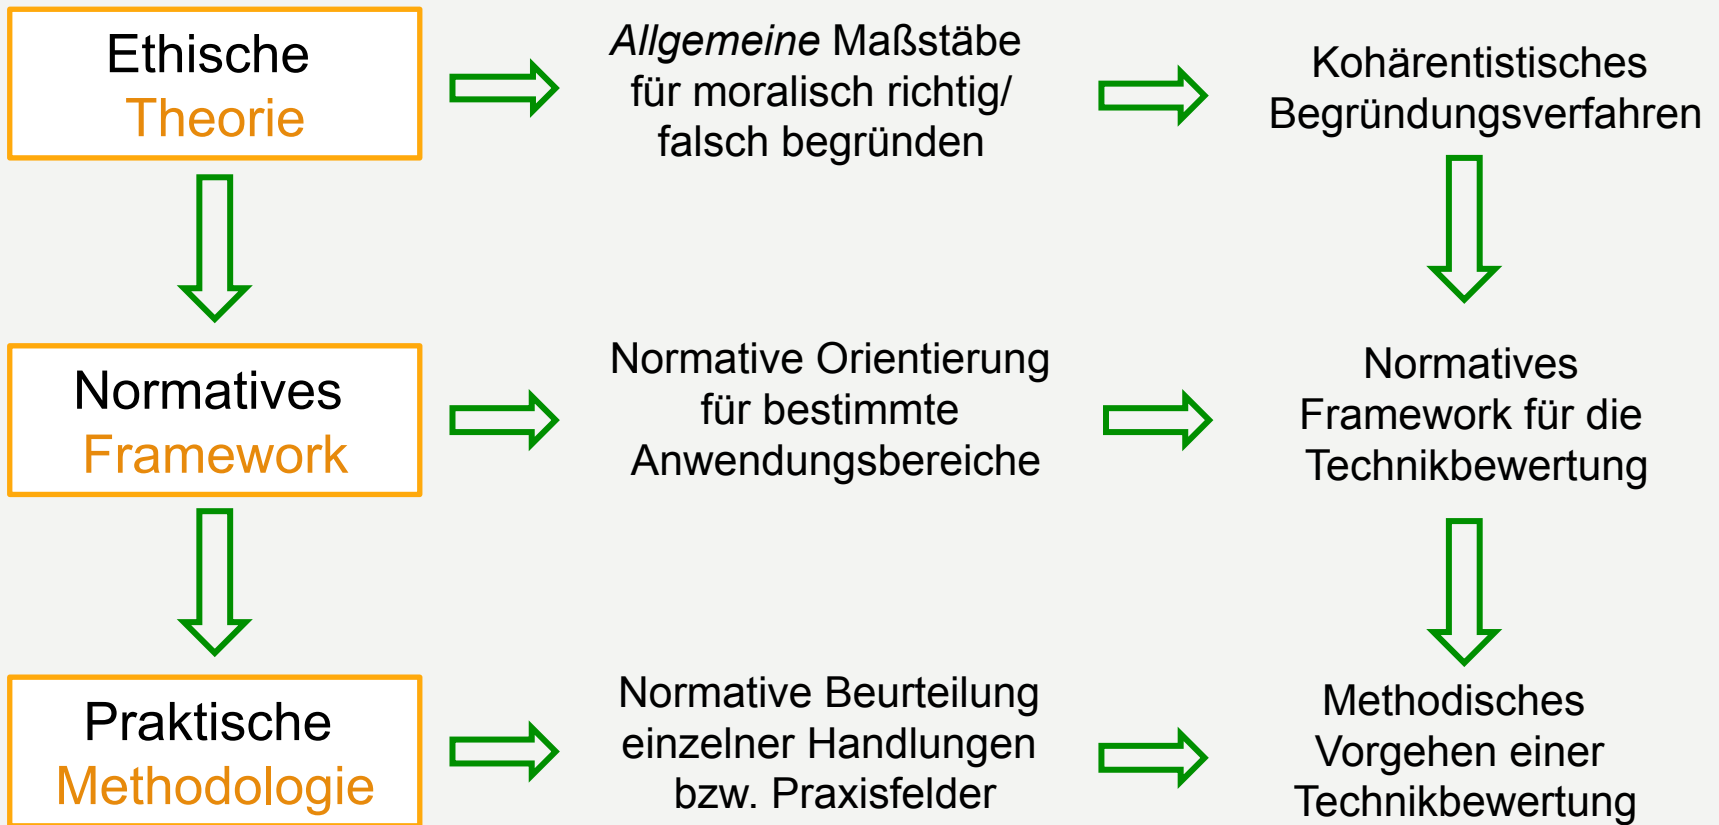 Ethische
Theorie
Allgemeine Maßstäbe
für moralisch richtig/
falsch begründen
Kohärentistisches
Begründungsverfahren
Normatives
Framework
Normative Orientierung
für bestimmte
Anwendungsbereiche
Normatives
Framework für die
Technikbewertung
Praktische
Methodologie
Normative Beurteilung
einzelner Handlungen
bzw. Praxisfelder
Methodisches
Vorgehen einer
Technikbewertung